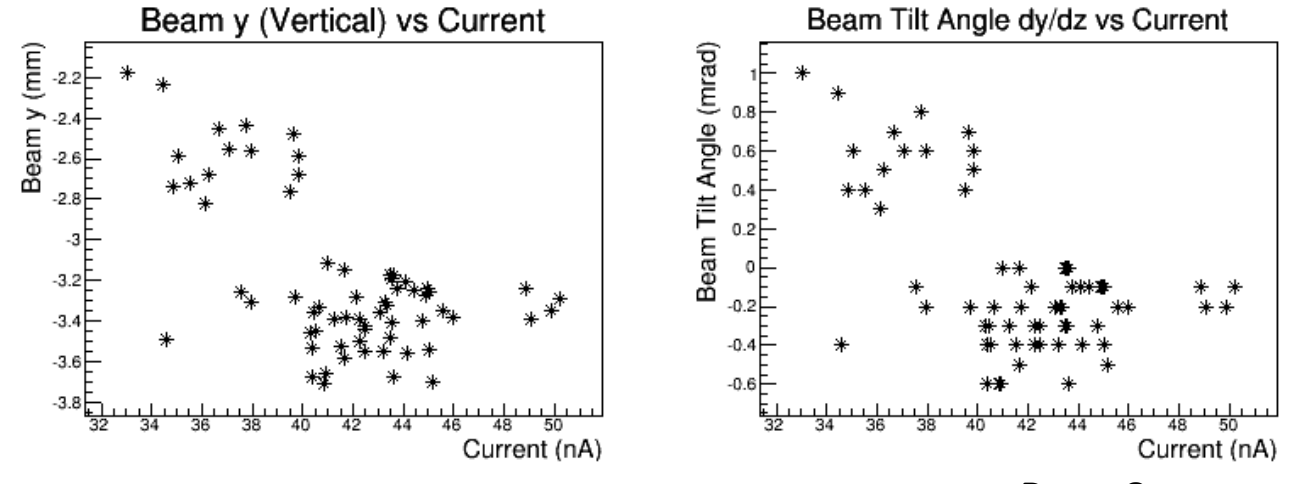 Beam y (Vertical) vs Current
Beam y (mm)
-2.2
-2.4
-2.6
-2.8
-3
-3.2
-3.4
-3.6
-3.8
32 34 36 38 40 42 44 46 48 50
Current (nA)
Beam Tilt Angle dy/dz vs Current
Beam Tilt Angle (mrad)
1
0.8
0.6
0.4
0.2
0
-0.2
-0.4
-0.6
32 34 36 38 40 42 44 46 48 50
Current (nA)